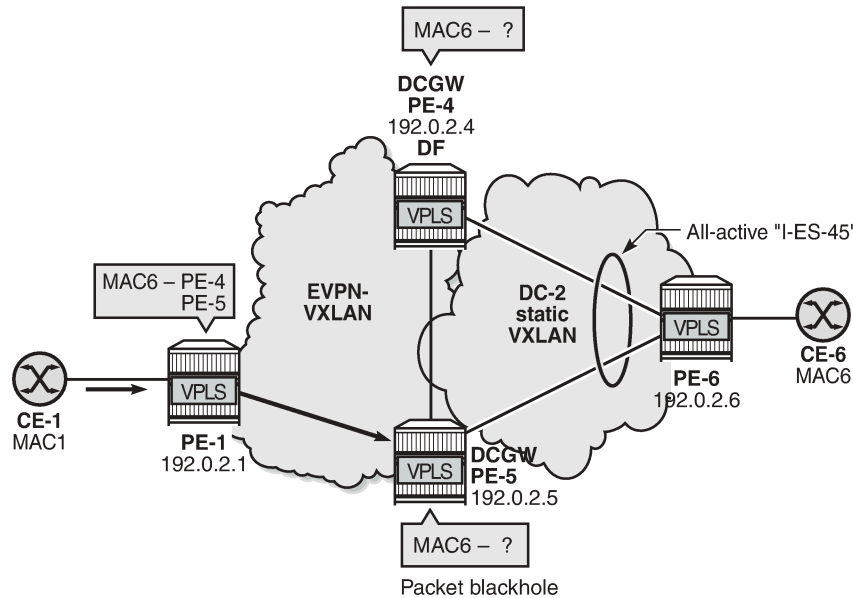 MAC6 – ?
DCGW
PE-4
192.0.2.4
DF
VPLS
All-active "I-ES-45'
MAC6 – PE-4
PE-5
EVPN-
VXLAN
DC-2
static
VXLAN
VPLS
CE-6
MAC6
VPLS
CE-1
MAC1
PE-1
192.0.2.1
PE-6
192.0.2.6
VPLS
DCGW
PE-5
192.0.2.5
MAC6 – ?
Packet blackhole